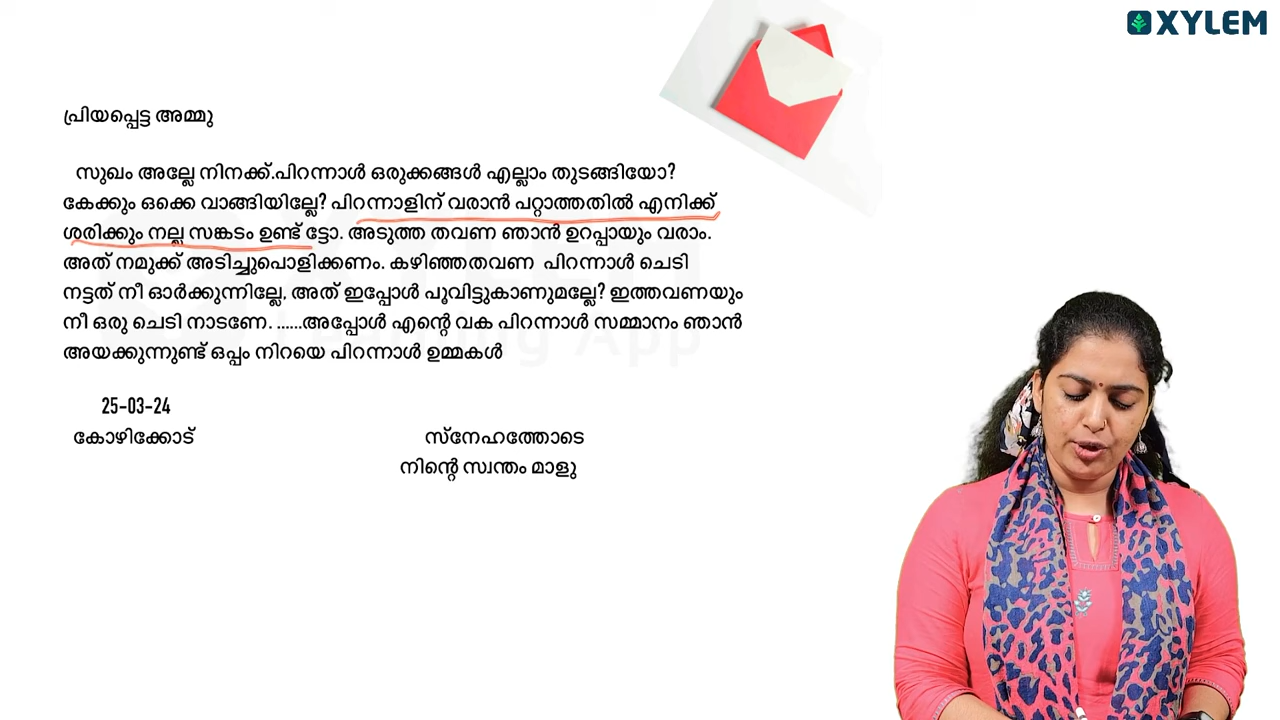 XYLEM
പ്രിയപ്പെട്ട അമ്മു
സുഖം അല്ലേ നിനക്ക്.പിറന്നാൾ ഒരുക്കങ്ങൾ എല്ലാം തുടങ്ങിയോ?
കേക്കും ഒക്കെ വാങ്ങിയില്ലേ? പിറന്നാളിന് വരാൻ പറ്റാത്തതിൽ എനിക്ക്
ശരിക്കും നല്ല സങ്കടം ഉണ്ട് ട്ടോ. അടുത്ത തവണ ഞാൻ ഉറപ്പായും വരാം.
അത് നമുക്ക് അടിച്ചുപൊളിക്കണം. കഴിഞ്ഞതവണ പിറന്നാൾ ചെടി
നട്ടത് നീ ഓർക്കുന്നില്ലേ, അത് ഇപ്പോൾ പൂവിട്ടുകാണുമല്ലേ? ഇത്തവണയും
നീ ഒരു ചെടി നാടണേ. ......അപ്പോൾ എന്റെ വക പിറന്നാൾ സമ്മാനം ഞാൻ
അയക്കുന്നുണ്ട് ഒപ്പം നിറയെ പിറന്നാൾ ഉമ്മകൾ
Learning App
25-03-24
കോഴിക്കോട്
സ്നേഹത്തോടെ
നിന്റെ സ്വന്തം മാളു